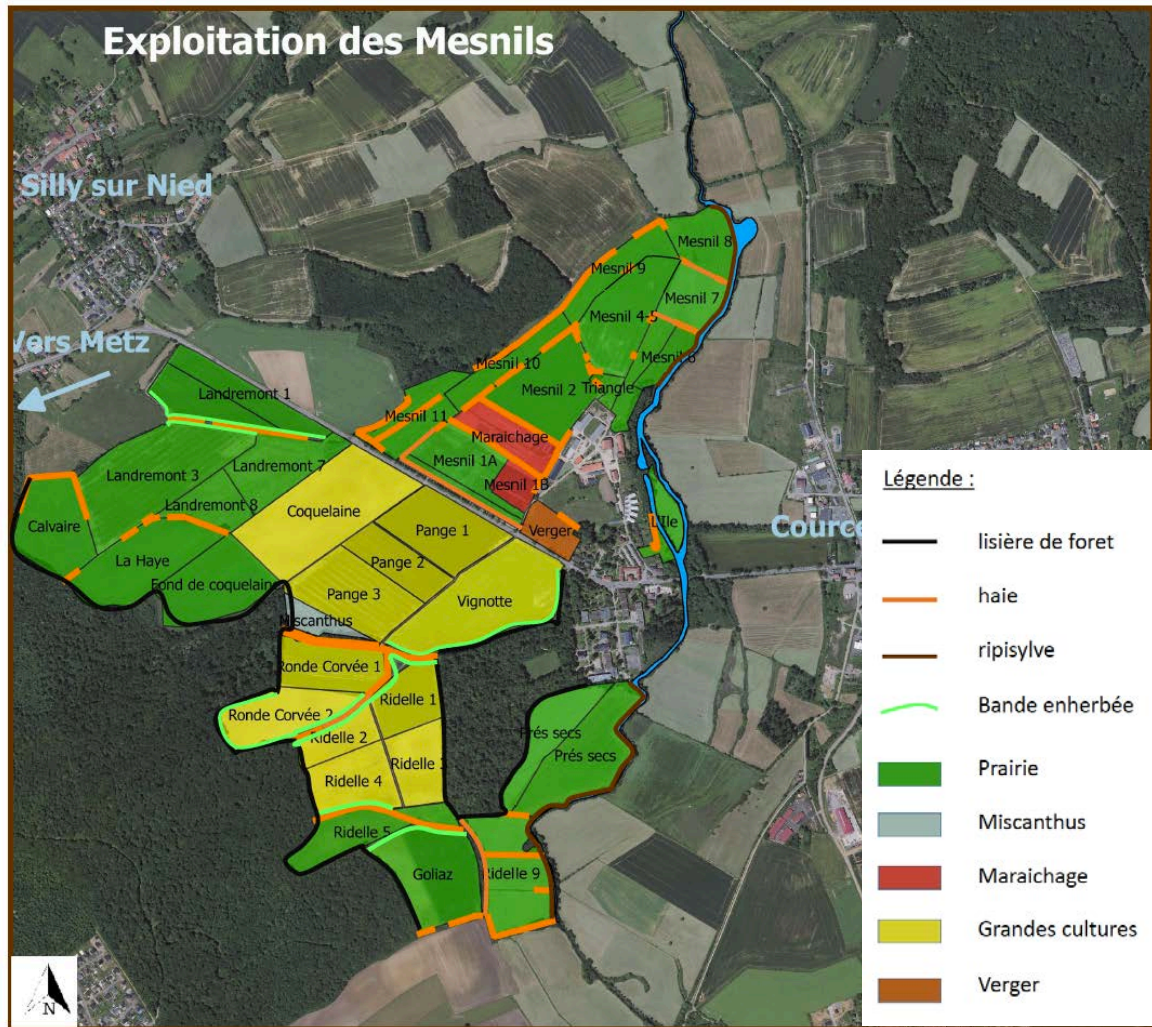 Exploitation des Mesnils
Silly sur Nied
Vers Metz
Mesnil 8
Mesnil 9
Mesnil 7
Mesnil 4-5
Mesnil 6
Mesnil 10
Mesnil 2
Triangle
Landremont 1
Mesnil 11
Maraichage
Mesnil 1A
Mesnil 1B
Landremont 3
Landremont 7
Landremont 8
Coquelaine
Verger
L'Ile
Cource
Calvaire
Pange 1
La Haye
Pange 2
Fond de coquelaine
Pange 3
Vignotte
Miscanthus
Ronde Corvée 1
Ridelle 1
Ronde Corvée 2
Ridelle 2
Prés secs
Prés secs
Ridelle 3
Ridelle 4
Ridelle 5
Goliaz
Ridelle 9
N
Légende :
lisière de foret
haie
ripisylve
Bande enherbée
Prairie
Miscanthus
Maraichage
Grandes cultures
Verger